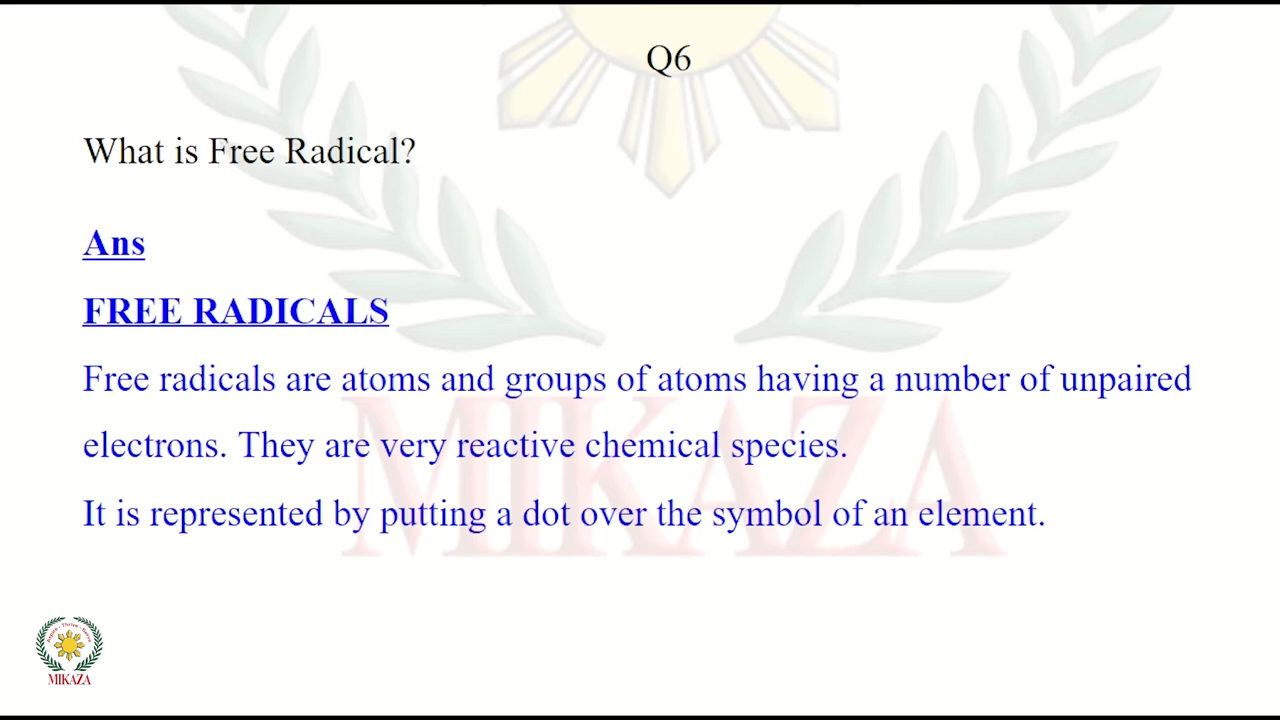 Q6
What is Free Radical?
Ans
FREE RADICALS
Free radicals are atoms and groups of atoms having a number of unpaired
electrons. They are very reactive chemical species.
It is represented by putting a dot over the symbol of an element.
MIKAZA
MIKAZA